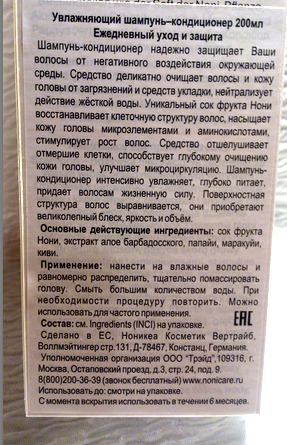 Увлажняющий шампунь–кондиционер 200мл
Ежедневный уход и защита
Шампунь-кондиционер надежно защищает Ваши
волосы от негативного воздействия окружающей
среды. Средство деликатно очищает волосы и кожу
головы от загрязнений и средств укладки, нейтрализует
действие жёсткой воды. Уникальный сок фрукта Нони
восстанавливает клеточную структуру волос, насыщает
кожу головы микроэлементами и аминокислотами,
стимулирует рост волос. Средство отшелушивает
отмершие клетки, способствует глубокому очищению
кожи головы, улучшает микроциркуляцию. Шампунь-
кондиционер интенсивно увлажняет, глубоко питает,
придает волосам жизненную силу. Поверхностная
структура волос выравнивается, они приобретают
великолепный блеск, яркость и объём.
Основные действующие ингредиенты: сок фрукта
Нони, экстракт алое барбадосского, папайи, маракуйи,
киви.
Применение: нанести на влажные волосы и
равномерно распределить, тщательно помассировать
голову. Смыть большим количеством воды. При
необходимости процедуру повторить. Можно
использовать для частого применения.
Состав: см. Ingredients (INCI) на упаковке.
EAC
Сделано в ЕС,Ноникеа Косметик Вертрайб,
Воллмэтингер стр.131, Д-78467, Констанц, Германия.
Уполномоченная организация ООО "Трэйд",109316, г.
Москва, Остаповский проезд, д.3, стр. 24, под. 9.
8(800)200-36-39 (звонок бесплатный) www.nonicare.ru
Использовать до: смотри на упаковке.
С момента вскрытия использовать в течении 6 месяцев.